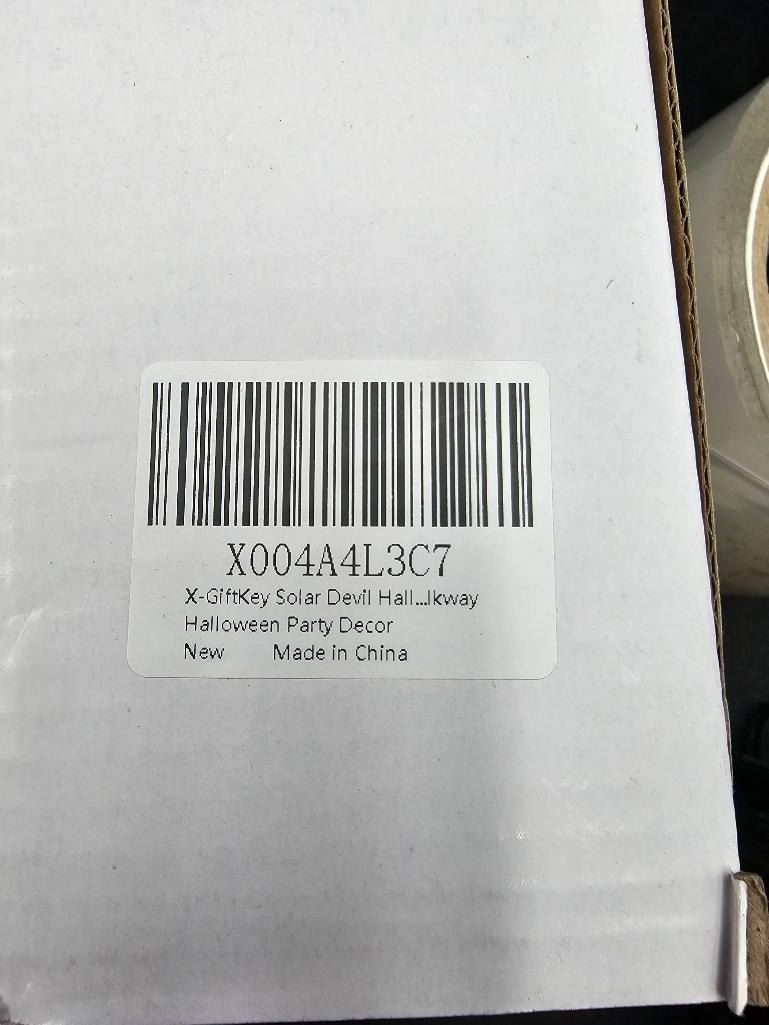 X004A4L3C7
X-GiftKey Solar Devil Hall...lkway
Halloween Party Decor
New Made in China